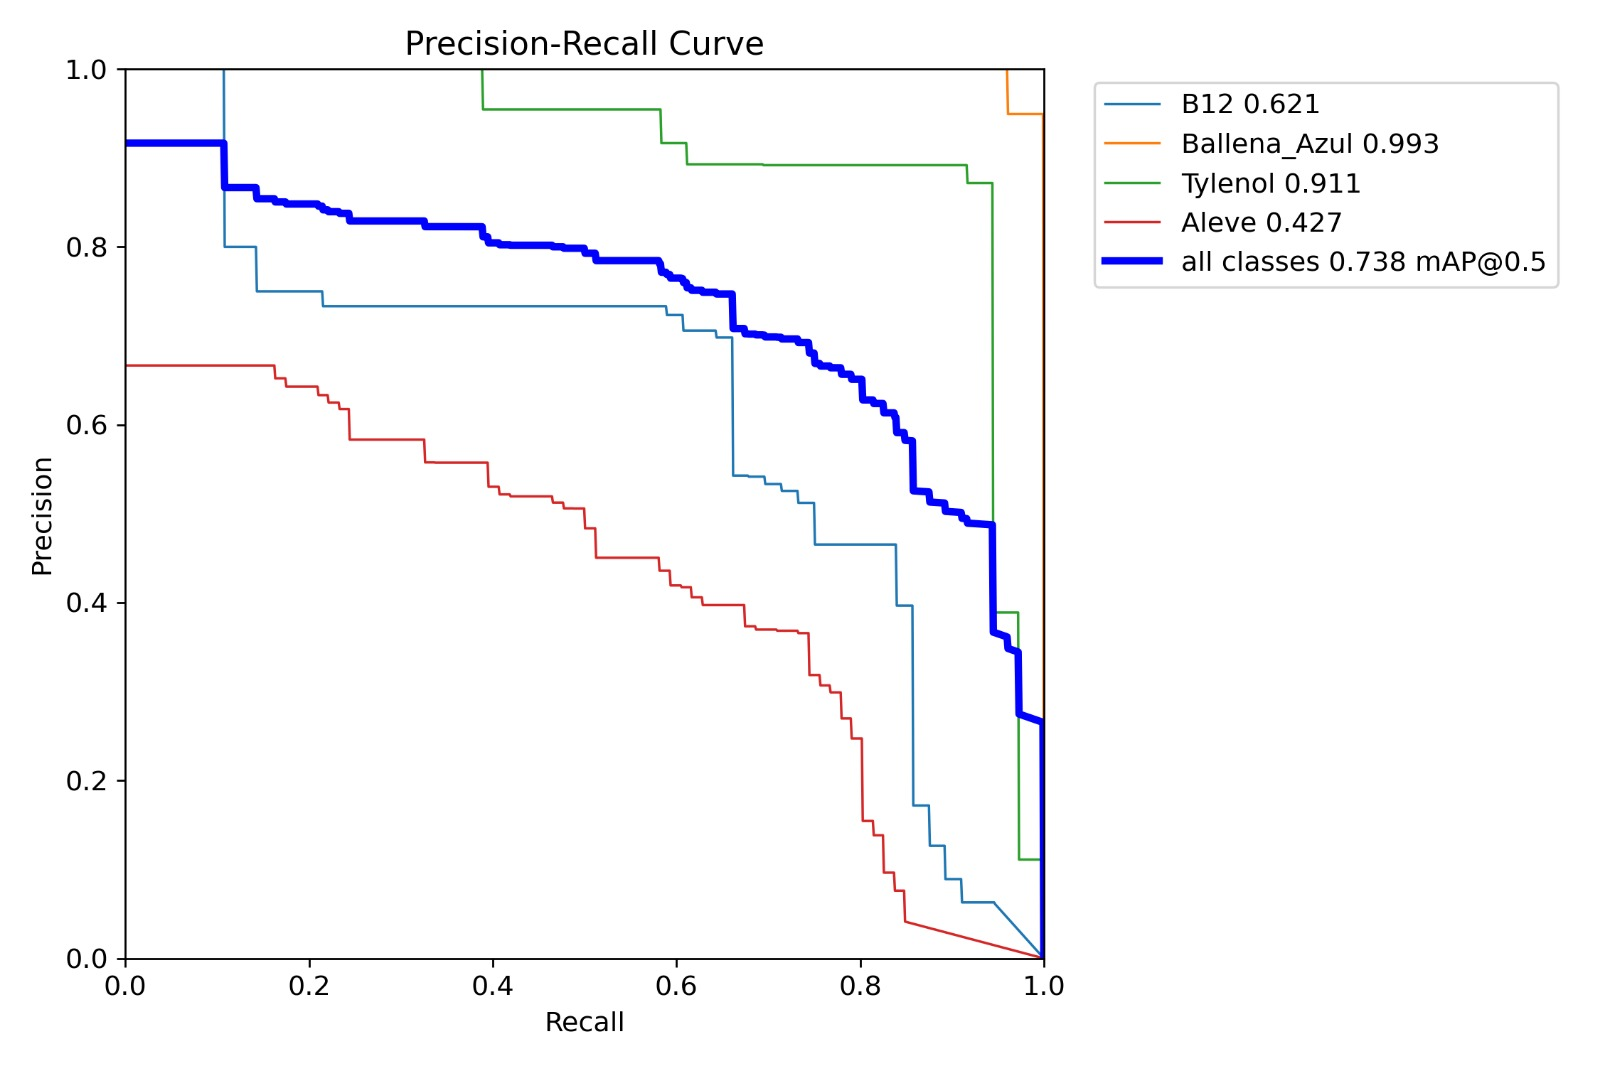 Precision-Recall Curve
1.0
0.8
0.6
0.4
0.2
0.0
Precision
0.0 0.2 0.4 0.6 0.8 1.0
Recall
B12 0.621
Ballena_Azul 0.993
Tylenol 0.911
Aleve 0.427
all classes 0.738 mAP@0.5